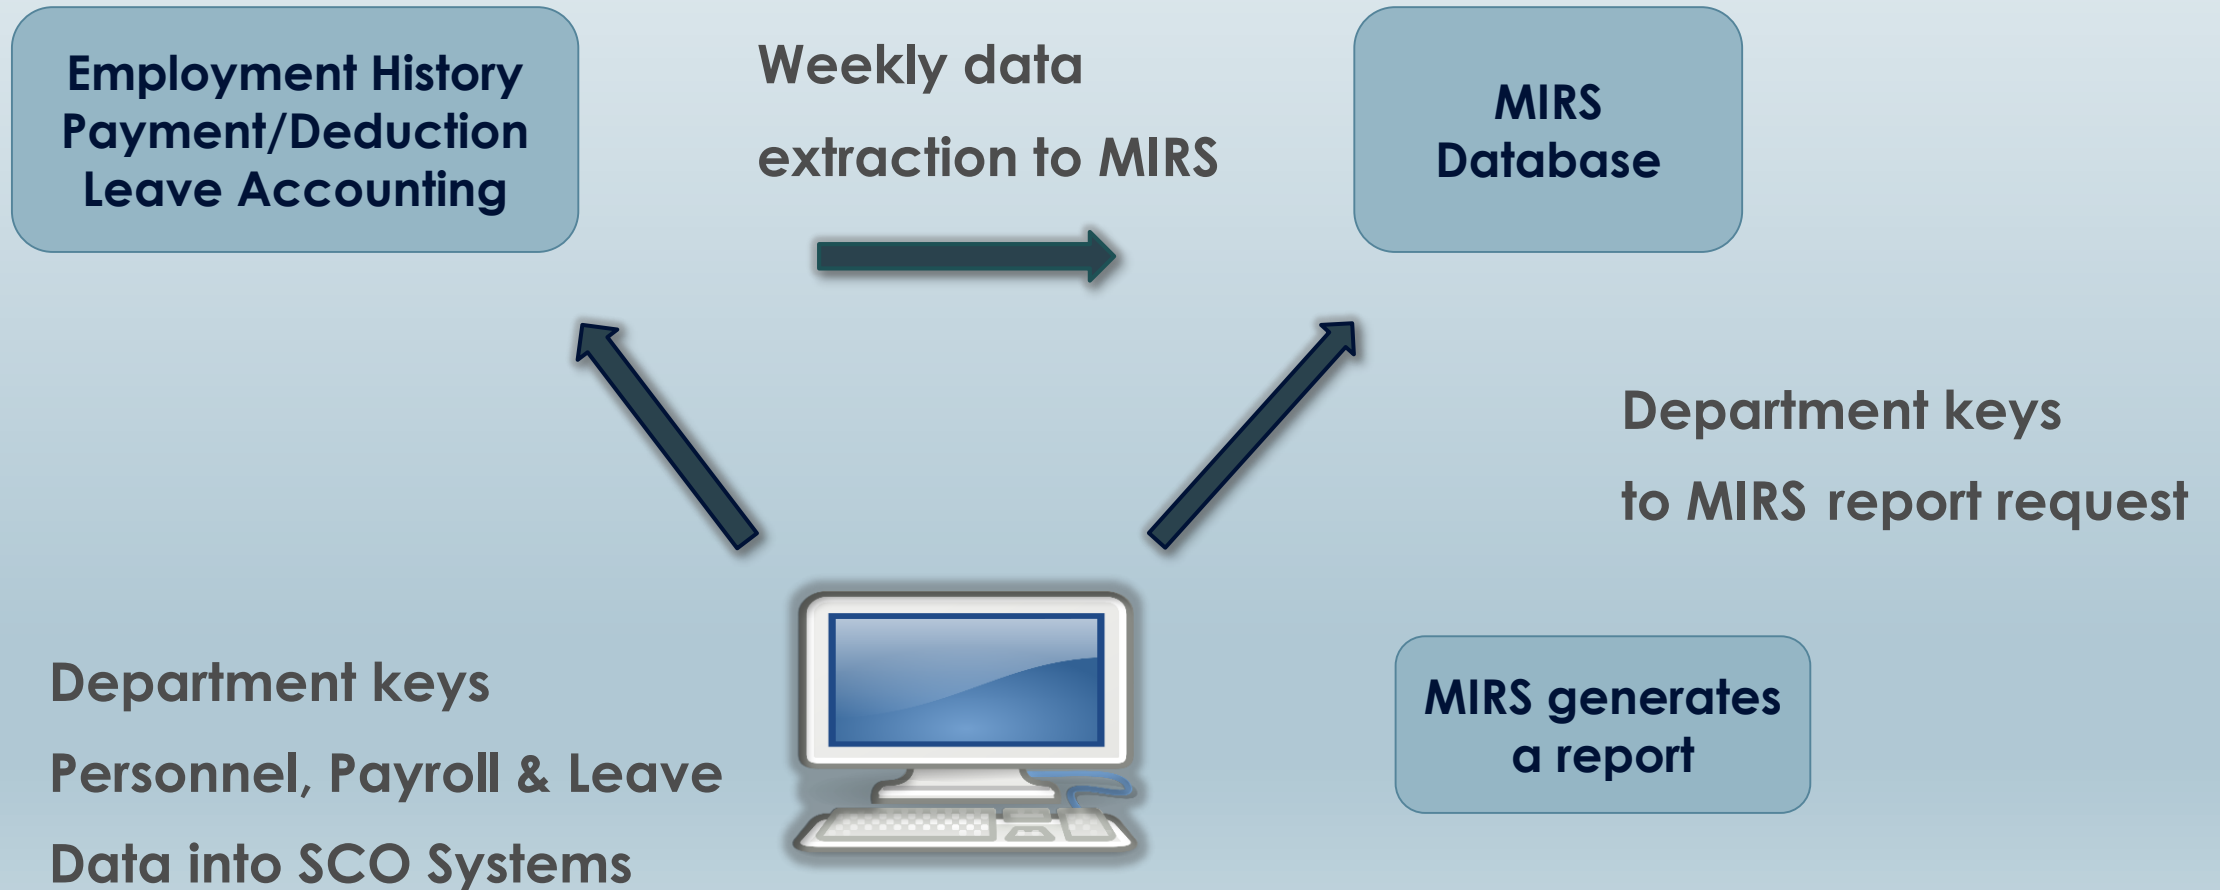 Employment History
Payment/Deduction
Leave Accounting
Weekly data
extraction to MIRS
MIRS
Database
Department keys
to MIRS report request
Department keys
Personnel, Payroll & Leave
Data into SCO Systems
MIRS generates
a report